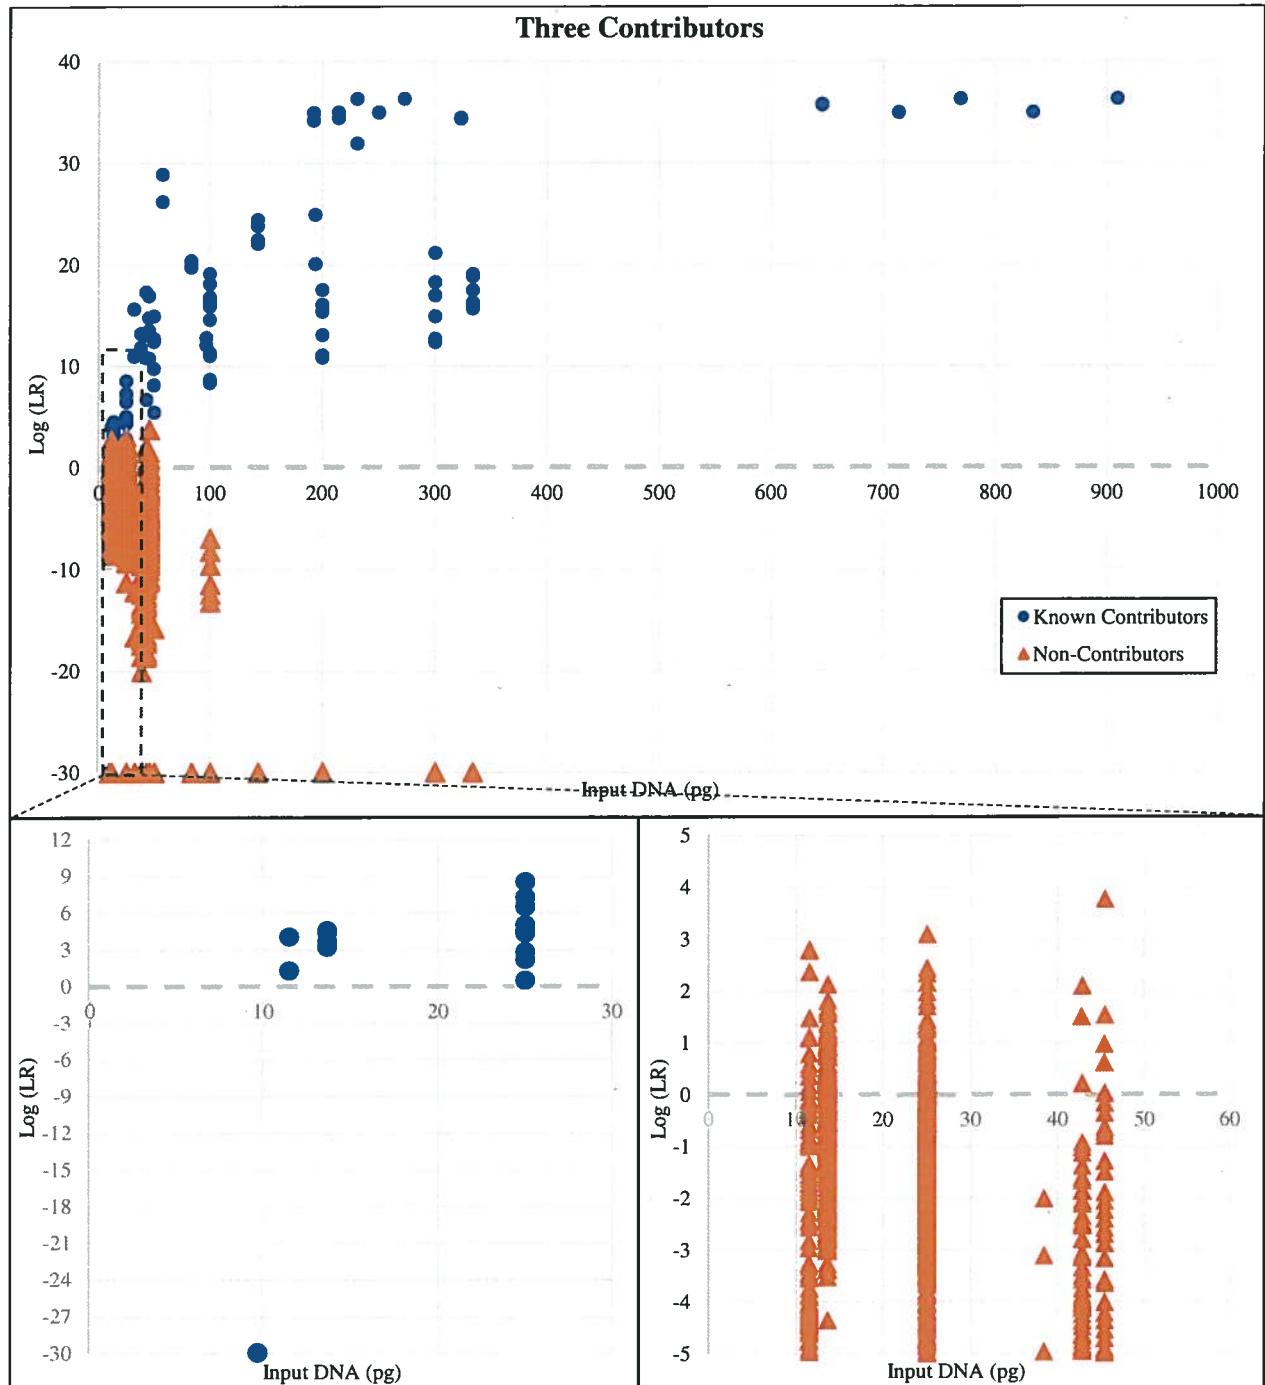 Three Contributors
40
30
20
10
0
-10
-20
-30
Log (LR)
0 100 200 300 400 500 600 700 800 900 1000
Known Contributors
Non-Contributors
Input DNA (pg)
12
9
6
3
0
-3
-6
-9
-12
-15
-18
-21
-24
-27
-30
Log (LR)
0 10 20 30
Input DNA (pg)
5
4
3
2
1
0
-1
-2
-3
-4
-5
Log (LR)
0 10 20 30 40 50 60
Input DNA (pg)